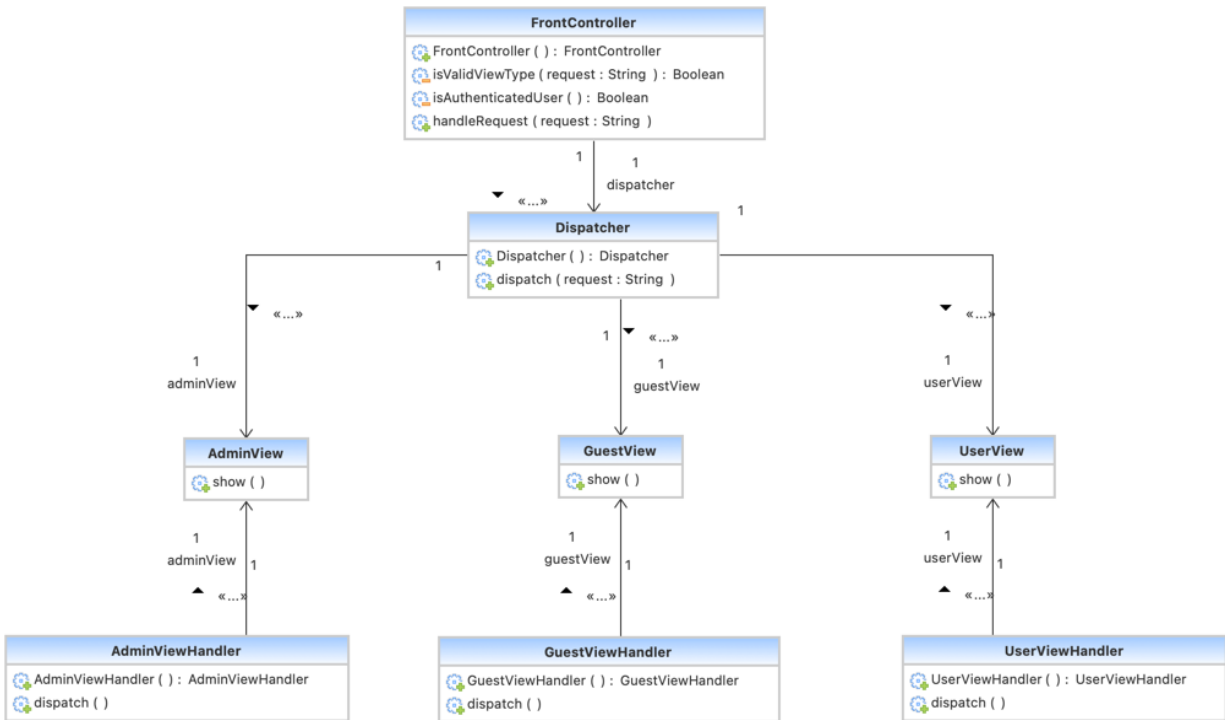 FrontController
FrontController ( ) : FrontController
isValidViewType ( request : String ) : Boolean
isAuthenticatedUser ( ) : Boolean
handleRequest ( request : String )
1
1
dispatcher
«...»
1
Dispatcher
Dispatcher ( ) : Dispatcher
dispatch ( request : String )
1
«...»
«...»
«...»
1
1
adminView
1
guestView
1
userView
AdminView
show ( )
GuestView
show ( )
UserView
show ( )
1
adminView
1
«...»
1
guestView
1
«...»
1
userView
1
«...»
AdminViewHandler
AdminViewHandler ( ) : AdminViewHandler
dispatch ( )
GuestViewHandler
GuestViewHandler ( ) : GuestViewHandler
dispatch ( )
UserViewHandler
UserViewHandler ( ) : UserViewHandler
dispatch ( )